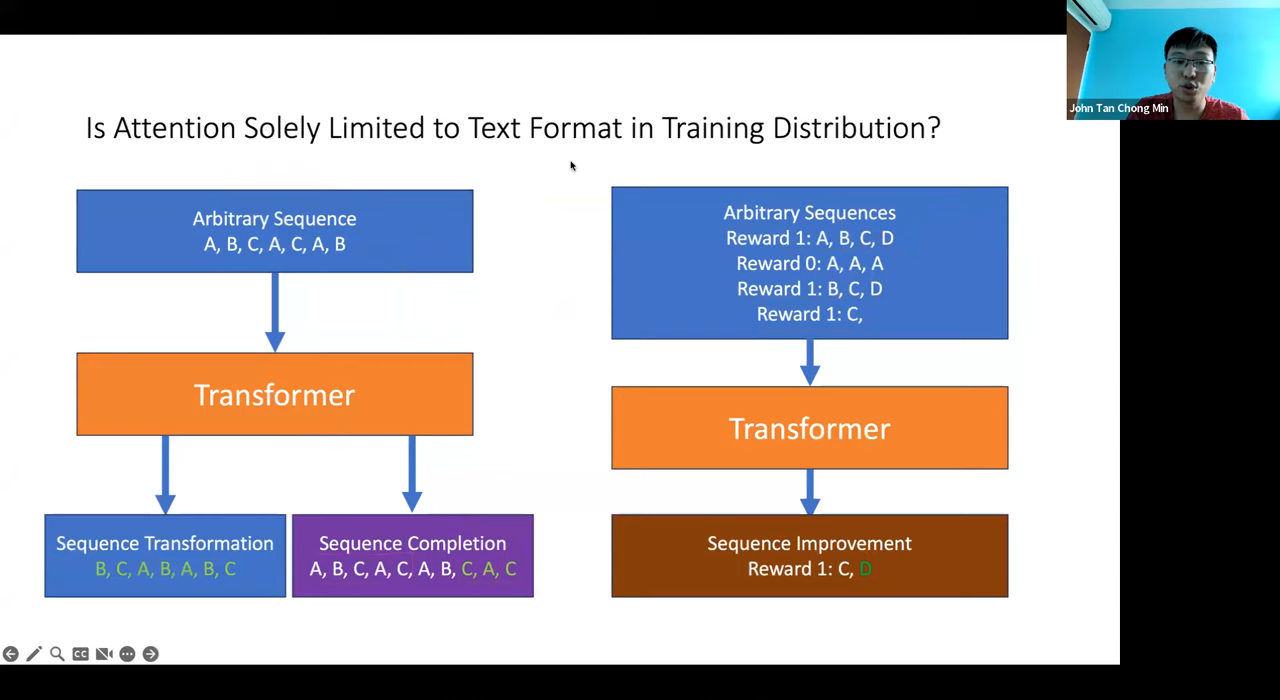 Is Attention Solely Limited to Text Format in Training Distribution?
John Tan Chong Min
Arbitrary Sequence
A, B, C, A, C, A, B
Transformer
Sequence Transformation
B, C, A, B, A, B, C
Sequence Completion
A, B, C, A, C, A, B, C, A, C
Arbitrary Sequences
Reward 1: A, B, C, D
Reward 0: A, A, A
Reward 1: B, C, D
Reward 1: C,
Transformer
Sequence Improvement
Reward 1: C, D
CC